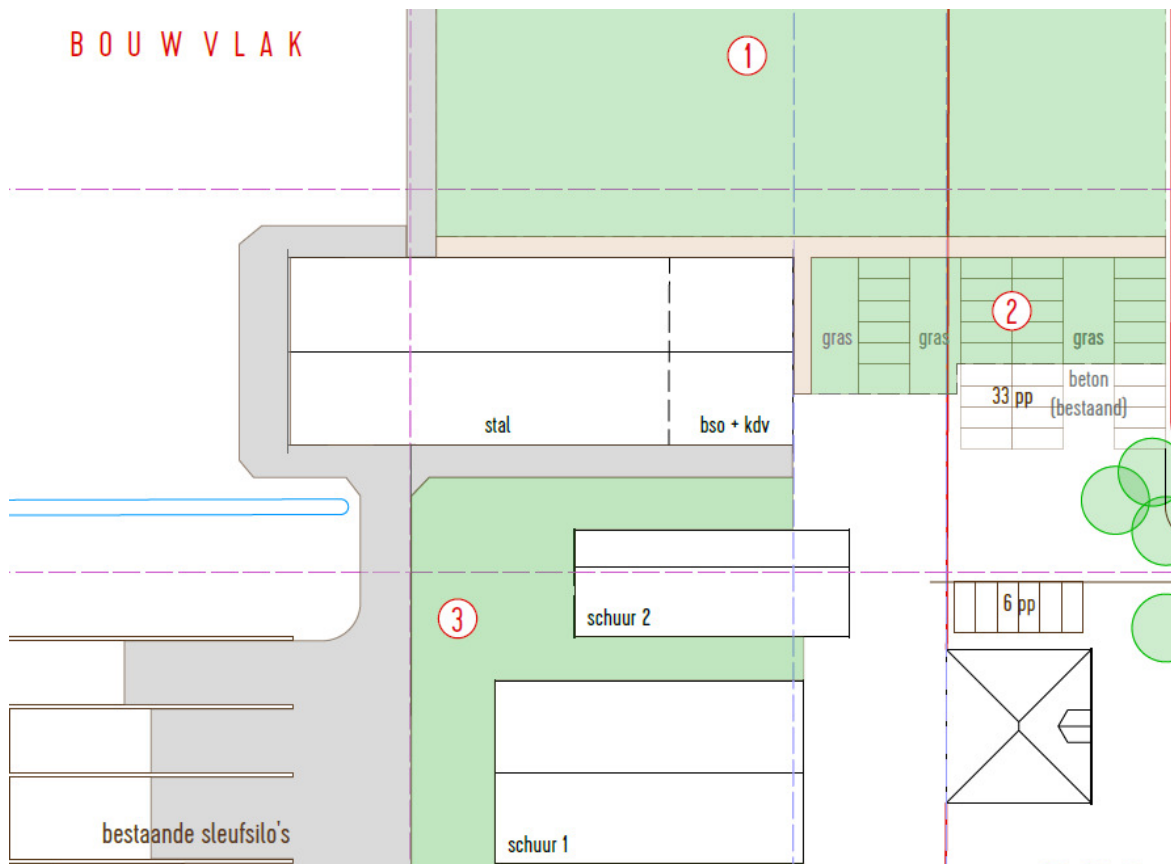 BOUWVLAK
1
2
gras
gras
gras
beton
(bestaand)
33 pp
stal
bso + kdv
3
schuur 2
6 pp
bestaande sleufsilo's
schuur 1